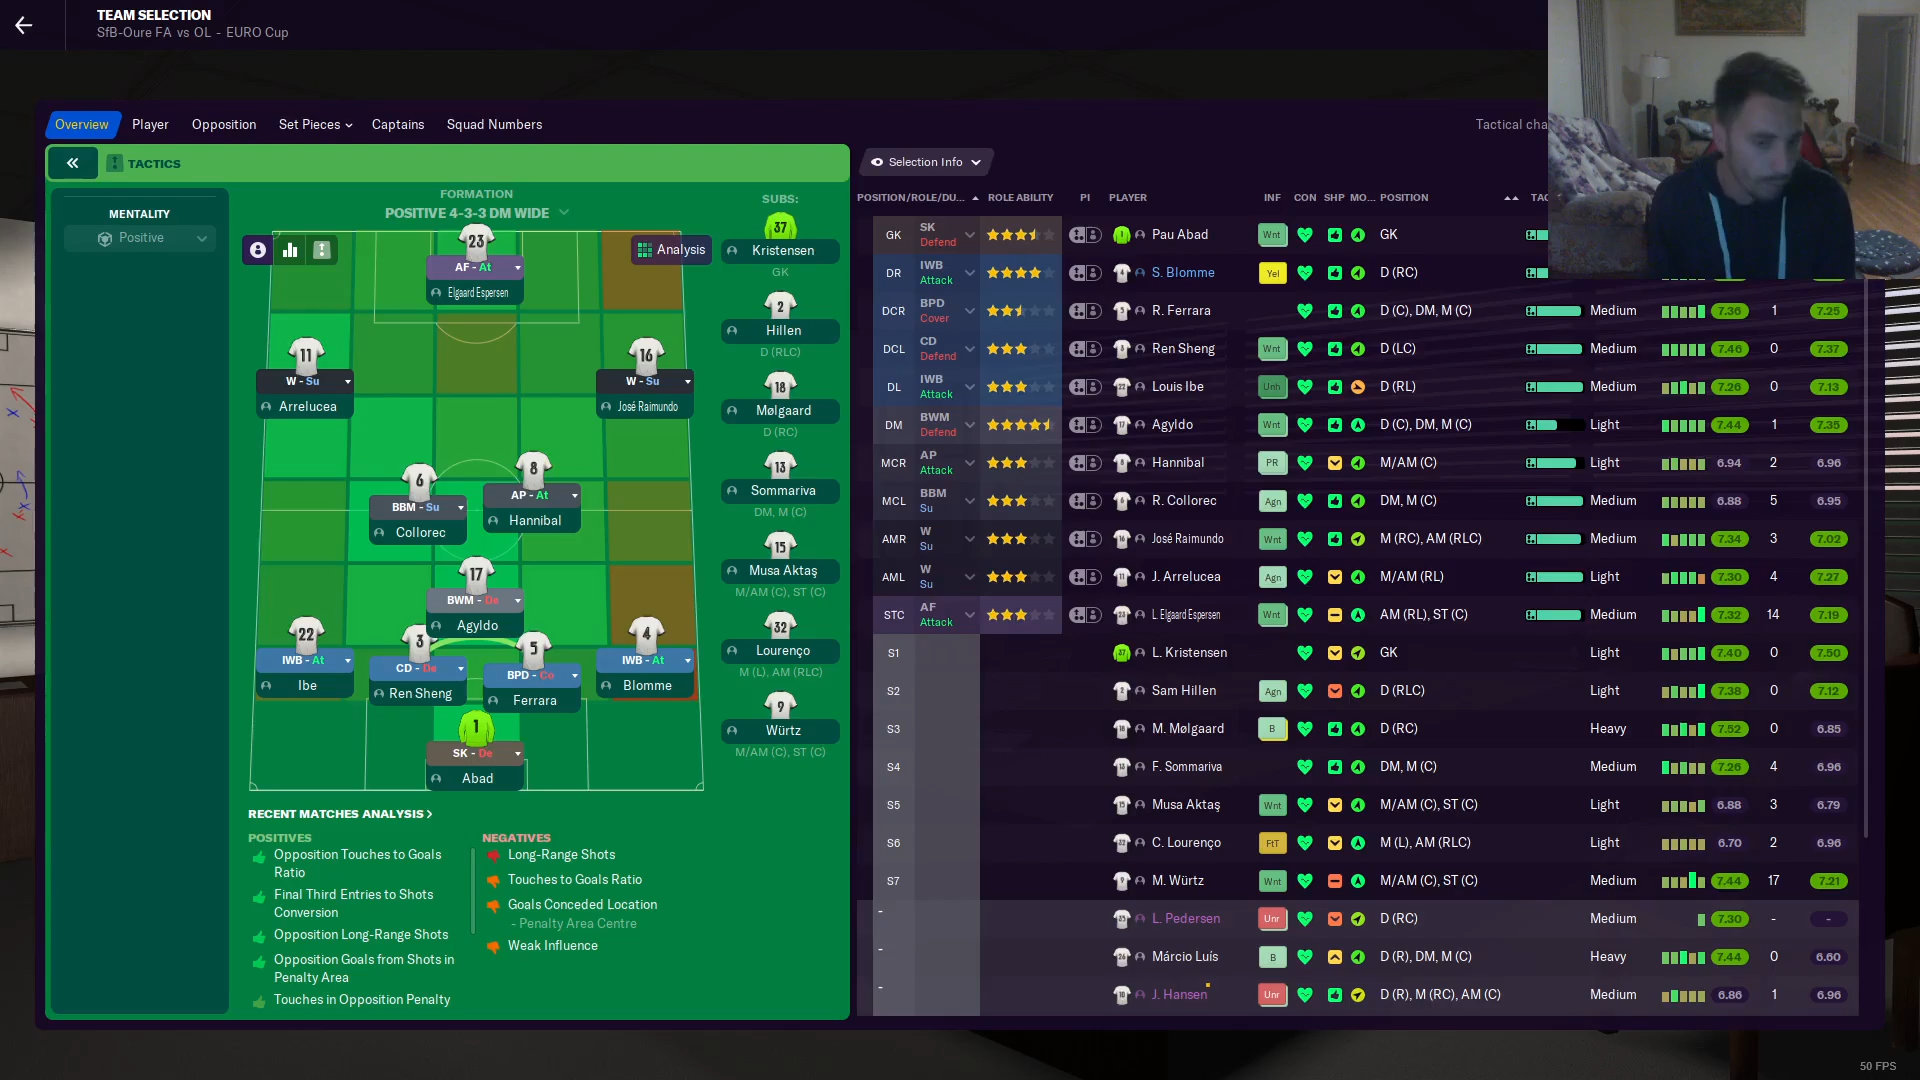 TEAM SELECTION
SfB-Oure FA vs OL - EURO Cup
Overview
Player
Opposition
Set Pieces
Captains
Squad Numbers
Tactical cha
TACTICS
MENTALITY
Positive
FORMATION
POSITIVE 4-3-3 DM WIDE
Analysis
23
AF - At
Elgaard Espersen
11
W - Su
Arrelucea
16
W - Su
José Raimundo
6
BBM - Su
Collorec
8
AP - At
Hannibal
17
BWM - De
Agyldo
22
IWB - At
Ibe
3
CD - De
Ren Sheng
5
BPD - Co
Ferrara
4
IWB - At
Blomme
1
SK - De
Abad
SUBS:
37
Kristensen
GK
2
Hillen
D (RLC)
18
Mølgaard
D (RC)
13
Sommariva
DM, M (C)
15
Musa Aktaş
M/AM (C), ST (C)
32
Lourenço
M (L), AM (RLC)
9
Würtz
M/AM (C), ST (C)
RECENT MATCHES ANALYSIS >
POSITIVES
Opposition Touches to Goals
Ratio
Final Third Entries to Shots
Conversion
Opposition Long-Range Shots
Opposition Goals from Shots in
Penalty Area
Touches in Opposition Penalty
NEGATIVES
Long-Range Shots
Touches to Goals Ratio
Goals Conceded Location
- Penalty Area Centre
Weak Influence
Selection Info
POSITION/ROLE/DU... ROLE ABILITY PI PLAYER INF CON SHP MO... POSITION TAC
GK SK Defend Pau Abad Wnt GK
DR IWB Attack S. Blomme Yel D (RC)
DCR BPD Cover R. Ferrara D (C), DM, M (C) Medium 7.36 1 7.25
DCL CD Defend Ren Sheng Wnt D (LC) Medium 7.46 0 7.37
DL IWB Attack Louis Ibe Unh D (RL) Medium 7.26 0 7.13
DM BWM Defend Agyldo Wnt D (C), DM, M (C) Light 7.44 1 7.35
MCR AP Attack Hannibal PR M/AM (C) Light 6.94 2 6.96
MCL BBM Su R. Collorec Agn DM, M (C) Medium 6.88 5 6.95
AMR W Su José Raimundo Wnt M (RC), AM (RLC) Medium 7.34 3 7.02
AML W Su J. Arrelucea Agn M/AM (RL) Light 7.30 4 7.27
STC AF Attack L. Elgaard Espersen Wnt AM (RL), ST (C) Medium 7.32 14 7.19
S1 L. Kristensen GK Light 7.40 0 7.50
S2 Sam Hillen Agn D (RLC) Light 7.38 0 7.12
S3 M. Mølgaard B D (RC) Heavy 7.52 0 6.85
S4 F. Sommariva DM, M (C) Medium 7.26 4 6.96
S5 Musa Aktaş Wnt M/AM (C), ST (C) Light 6.88 3 6.79
S6 C. Lourenço FtT M (L), AM (RLC) Light 6.70 2 6.96
S7 M. Würtz Wnt M/AM (C), ST (C) Medium 7.44 17 7.21
- L. Pedersen Unr D (RC) Medium 7.30 - -
- Márcio Luís B D (R), DM, M (C) Heavy 7.44 0 6.60
- J. Hansen Unr D (R), M (RC), AM (C) Medium 6.86 1 6.96
50 FPS